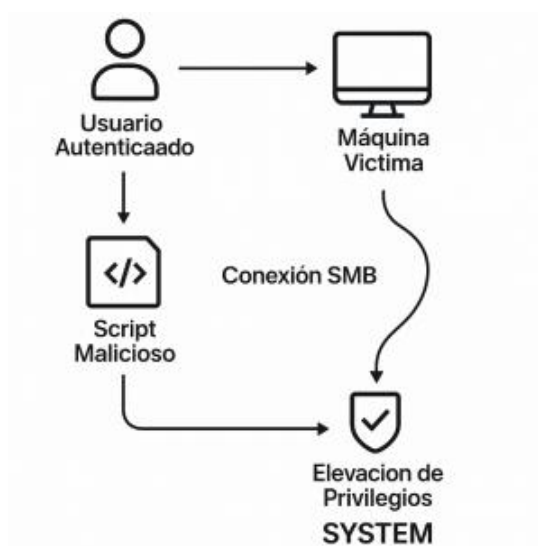 Usuario
Autenticaado
Máquina
Victima
</>
Conexión SMB
Script
Malicioso
Elevacion de
Privilegios
SYSTEM